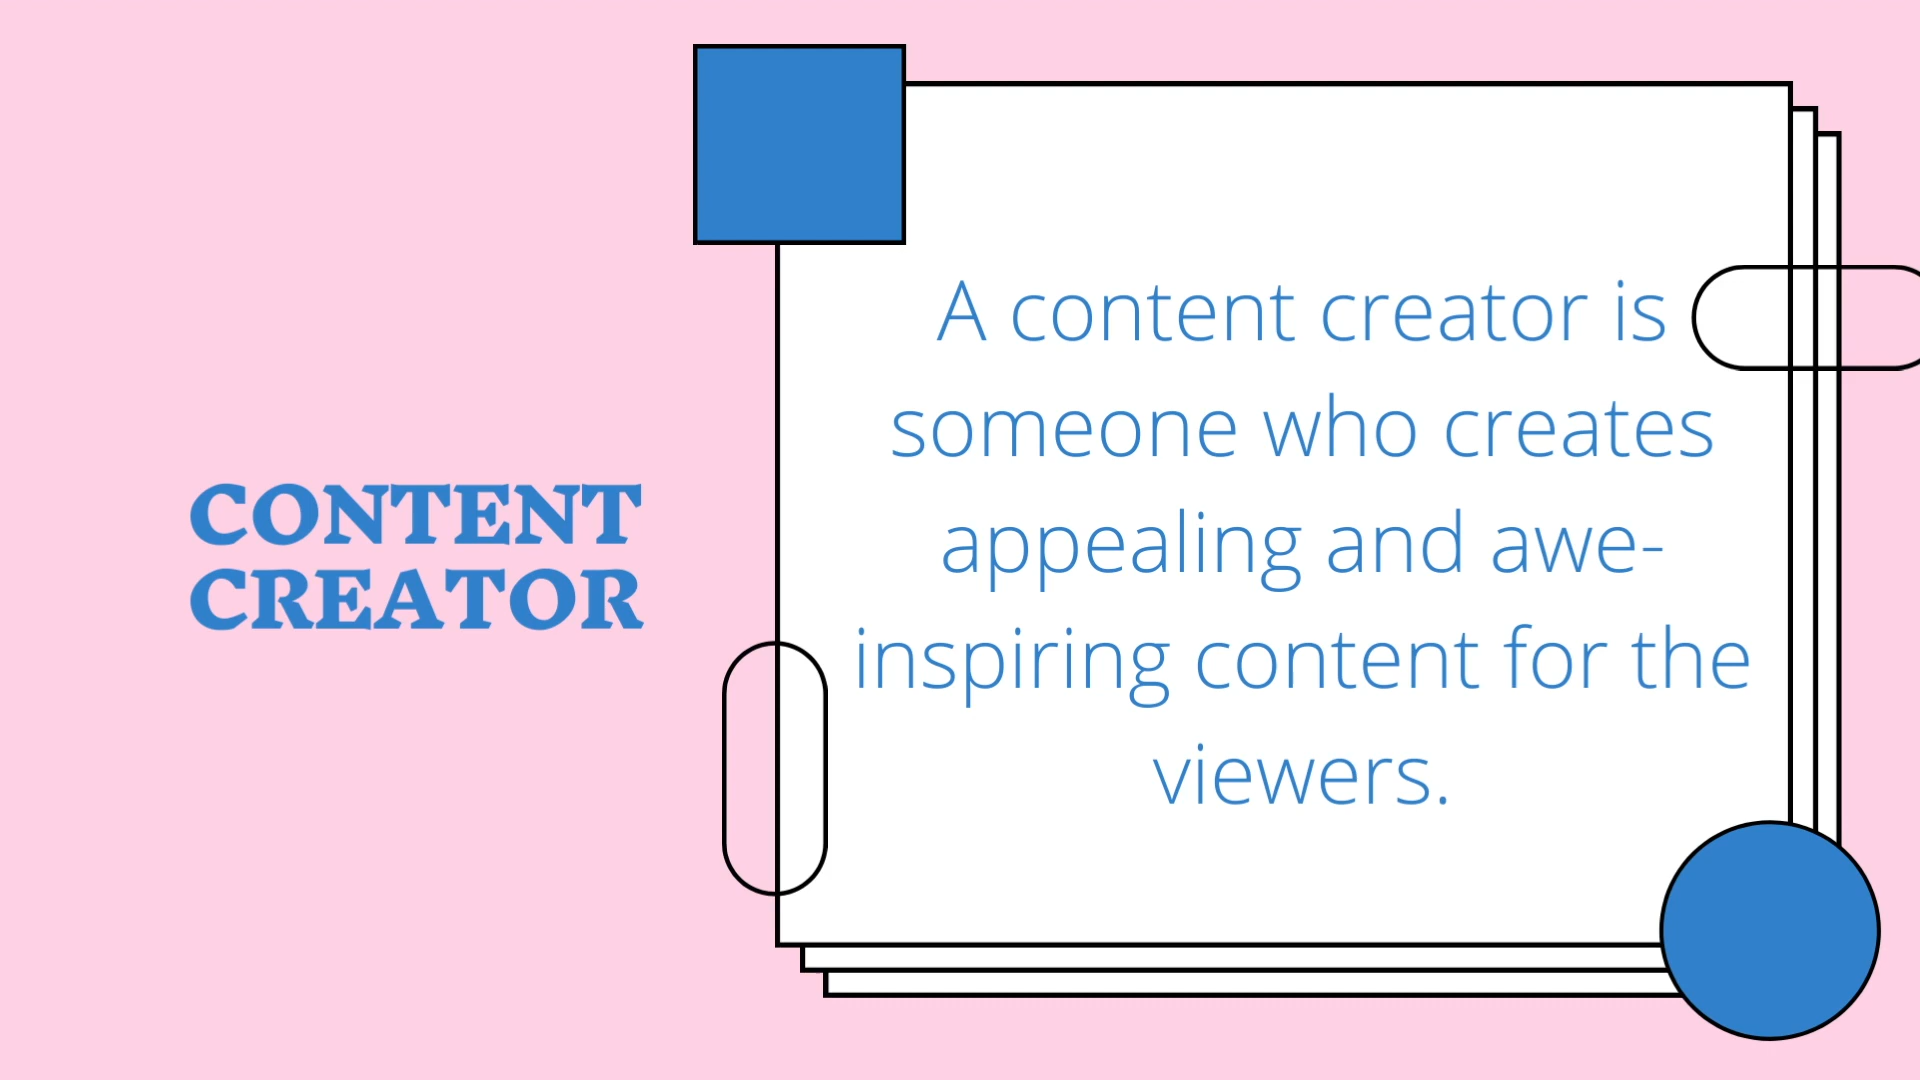 CONTENT
CREATOR
A content creator is
someone who creates
appealing and awe-
inspiring content for the
viewers.